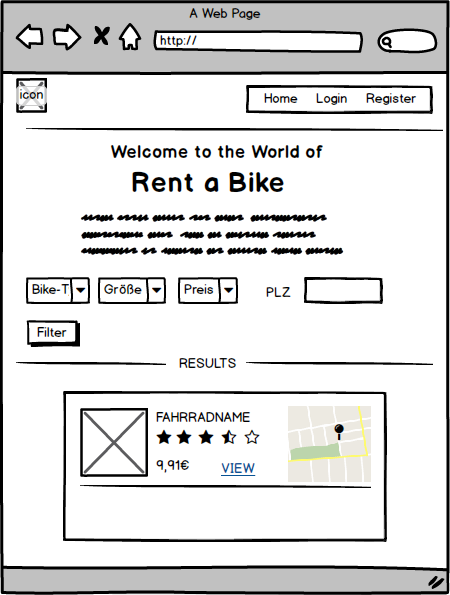 A Web Page
http://
icon
Home Login Register
Welcome to the World of
Rent a Bike
Bike-T Größe Preis PLZ
Filter
RESULTS
FAHRRADNAME
9,91€ VIEW